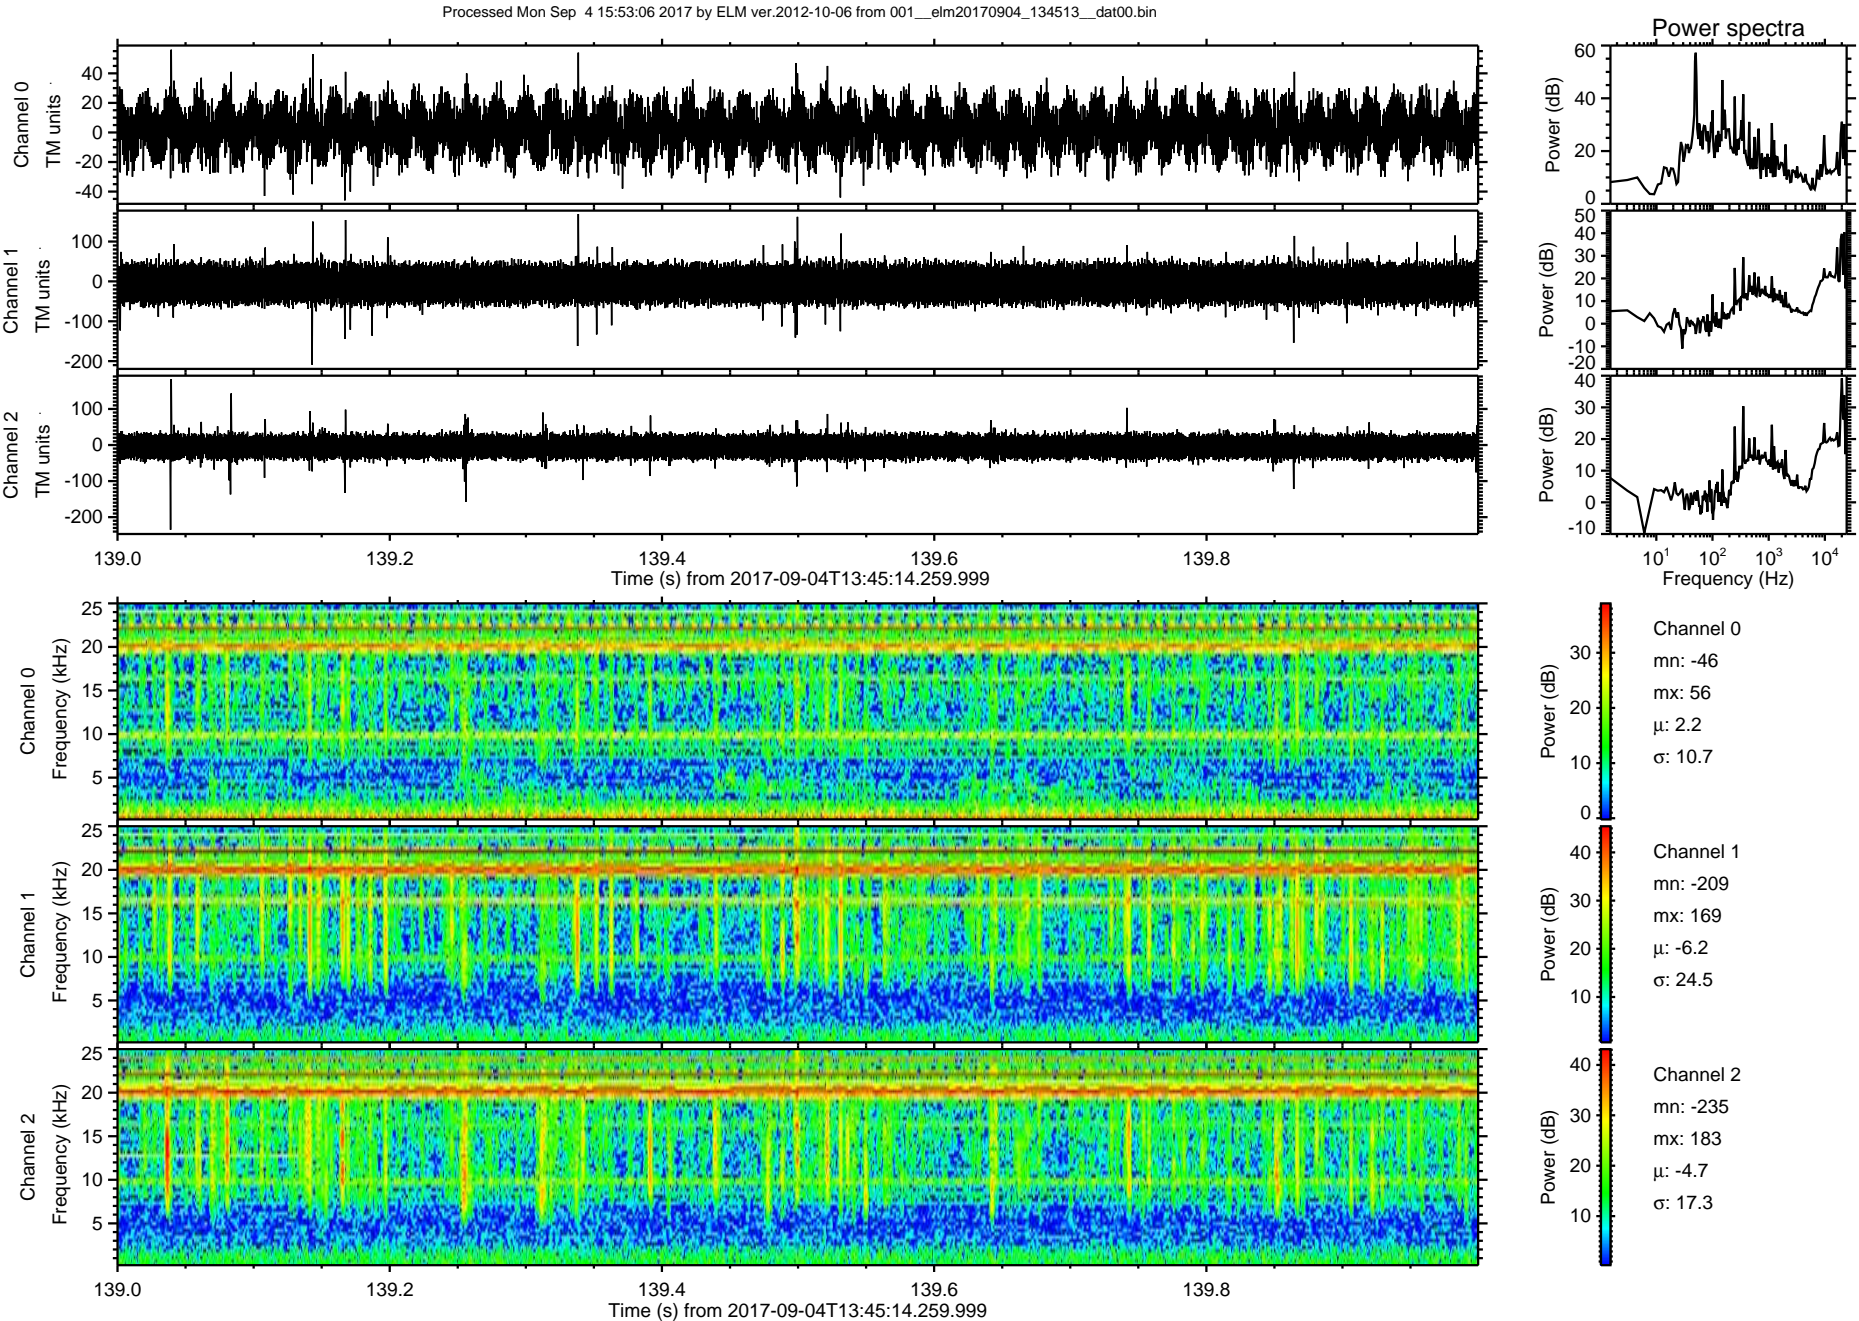 Processed Mon Sep  4 15:53:06 2017 by ELM ver.2012-10-06 from 001__elm20170904_134513__dat00.bin
Power spectra
Channel 0
TM units
40
20
0
-20
-40
Power (dB)
60
40
20
0
Channel 1
TM units
100
0
-100
-200
Power (dB)
50
40
30
20
10
0
-10
-20
Channel 2
TM units
100
0
-100
-200
Power (dB)
40
30
20
10
0
-10
139.0 139.2 139.4 139.6 139.8
Time (s) from 2017-09-04T13:45:14.259.999
10¹ 10² 10³ 10⁴
Frequency (Hz)
Channel 0
Frequency (kHz)
25
20
15
10
5
Power (dB)
30
20
10
0
Channel 0
mn: -46
mx: 56
μ: 2.2
σ: 10.7
Channel 1
Frequency (kHz)
25
20
15
10
5
Power (dB)
40
30
20
10
Channel 1
mn: -209
mx: 169
μ: -6.2
σ: 24.5
Channel 2
Frequency (kHz)
25
20
15
10
5
Power (dB)
40
30
20
10
Channel 2
mn: -235
mx: 183
μ: -4.7
σ: 17.3
139.0 139.2 139.4 139.6 139.8
Time (s) from 2017-09-04T13:45:14.259.999